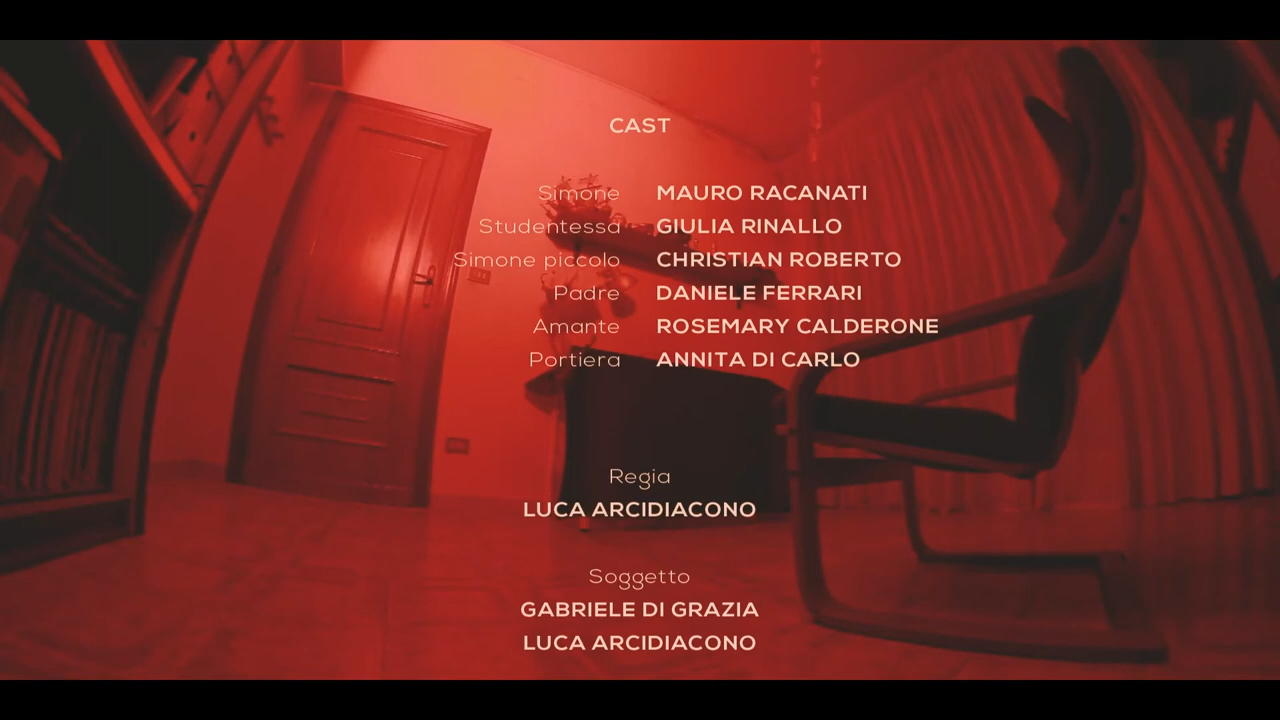 CAST
Simone MAURO RACANATI
Studentessa GIULIA RINALLO
Simone piccolo CHRISTIAN ROBERTO
Padre DANIELE FERRARI
Amante ROSEMARY CALDERONE
Portiera ANNITA DI CARLO
Regia
LUCA ARCIDIACONO
Soggetto
GABRIELE DI GRAZIA
LUCA ARCIDIACONO